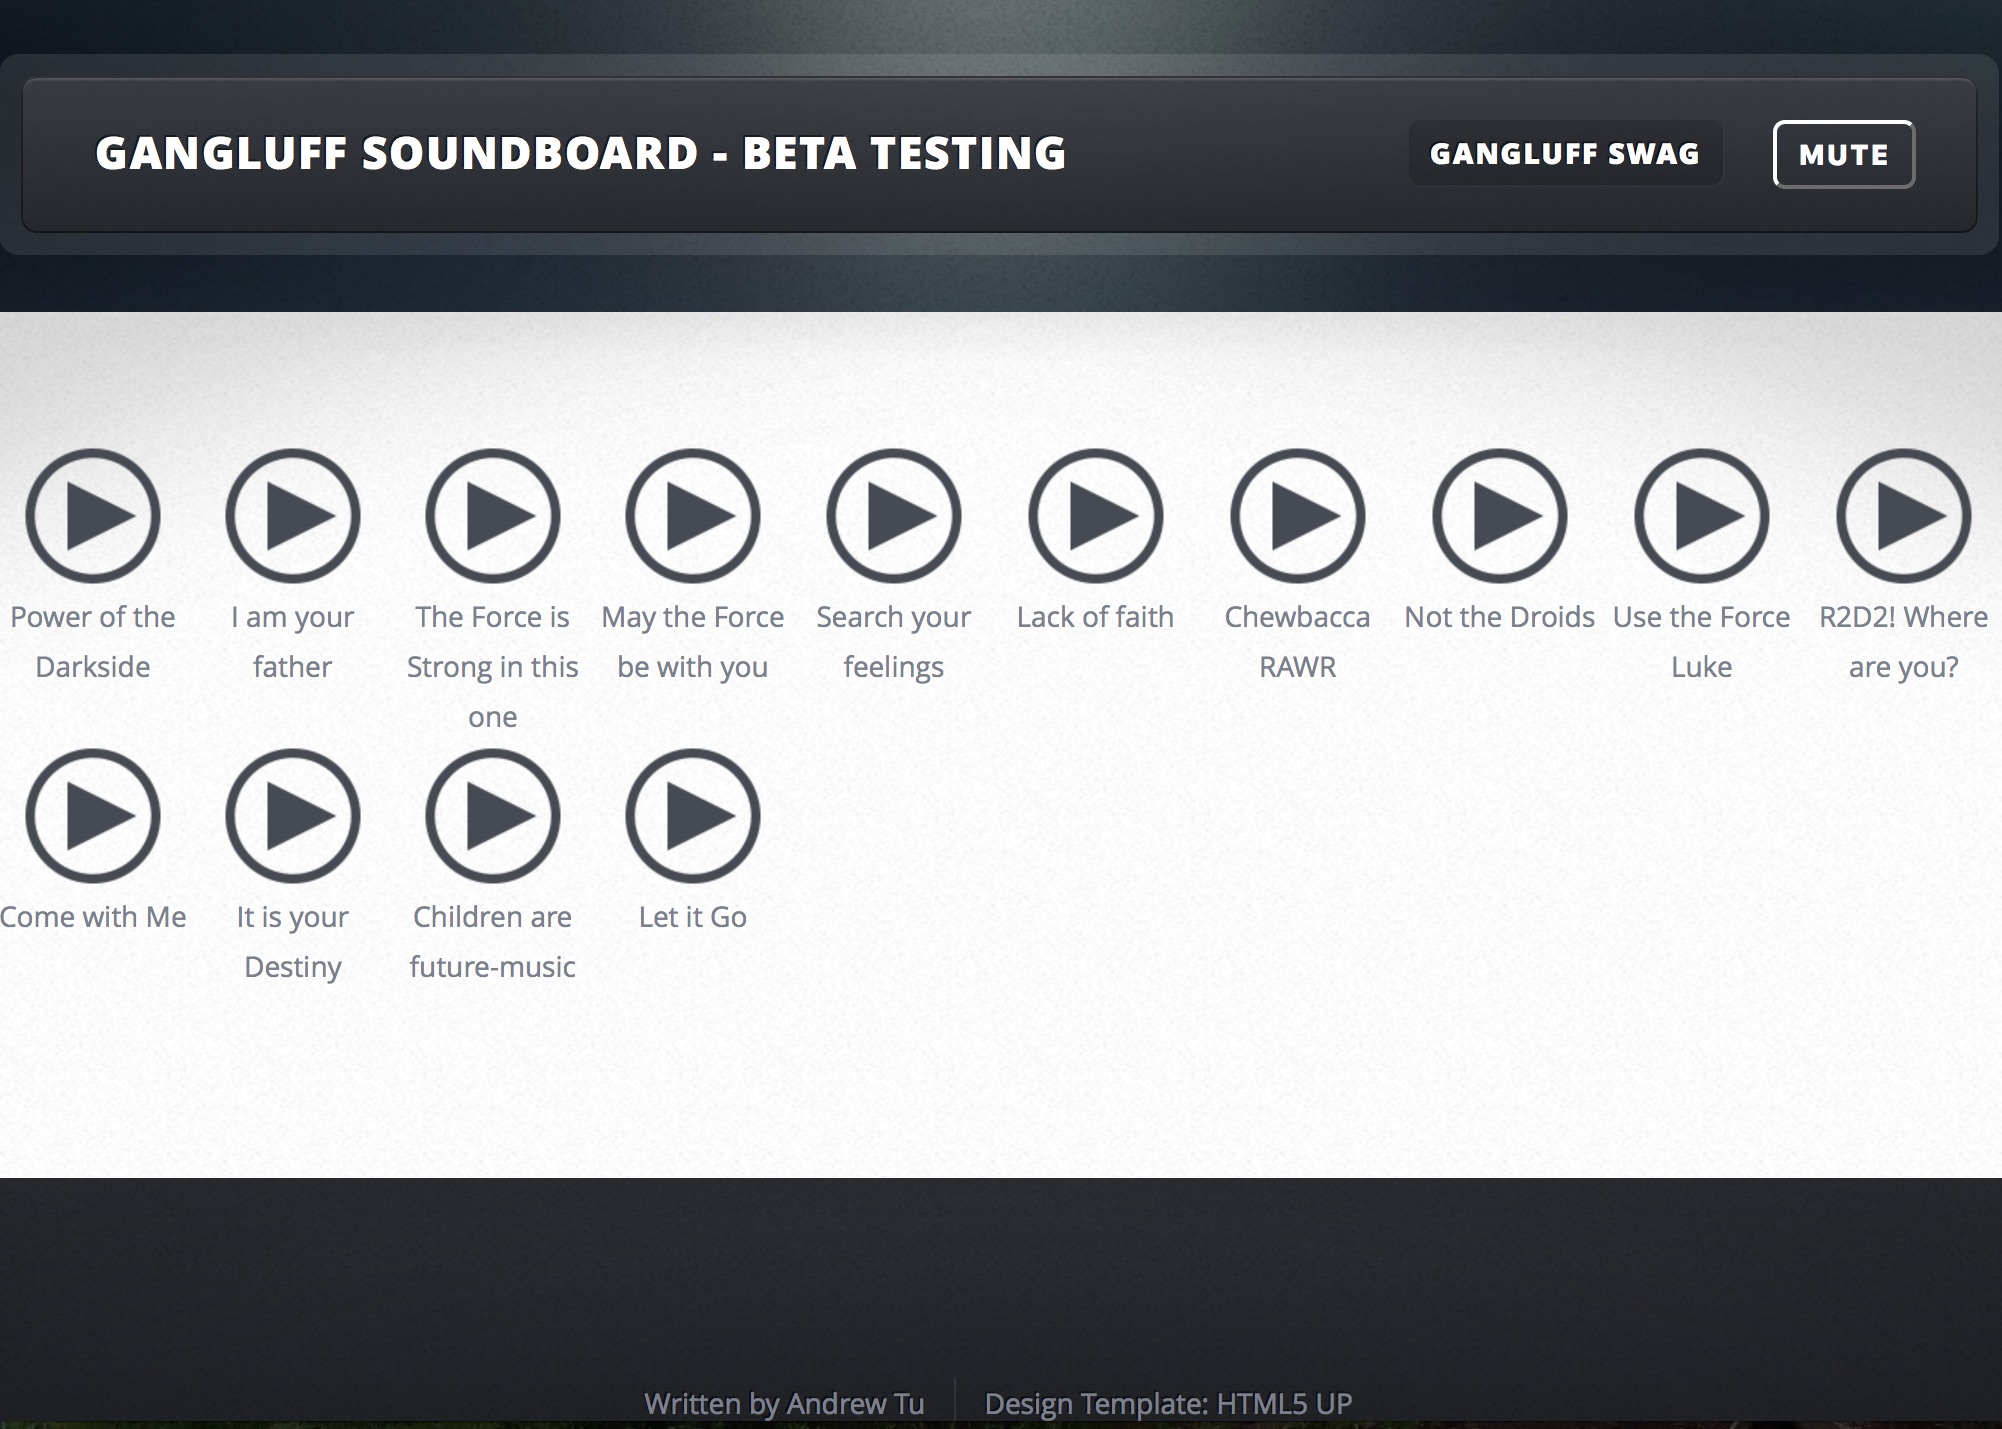 GANGLUFF SOUNDBOARD - BETA TESTING
GANGLUFF SWAG
MUTE
Power of the
Darkside
I am your
father
The Force is
Strong in this
one
May the Force
be with you
Search your
feelings
Lack of faith
Chewbacca
RAWR
Not the Droids
Use the Force
Luke
R2D2! Where
are you?
Come with Me
It is your
Destiny
Children are
future-music
Let it Go
Written by Andrew Tu
Design Template: HTML5 UP